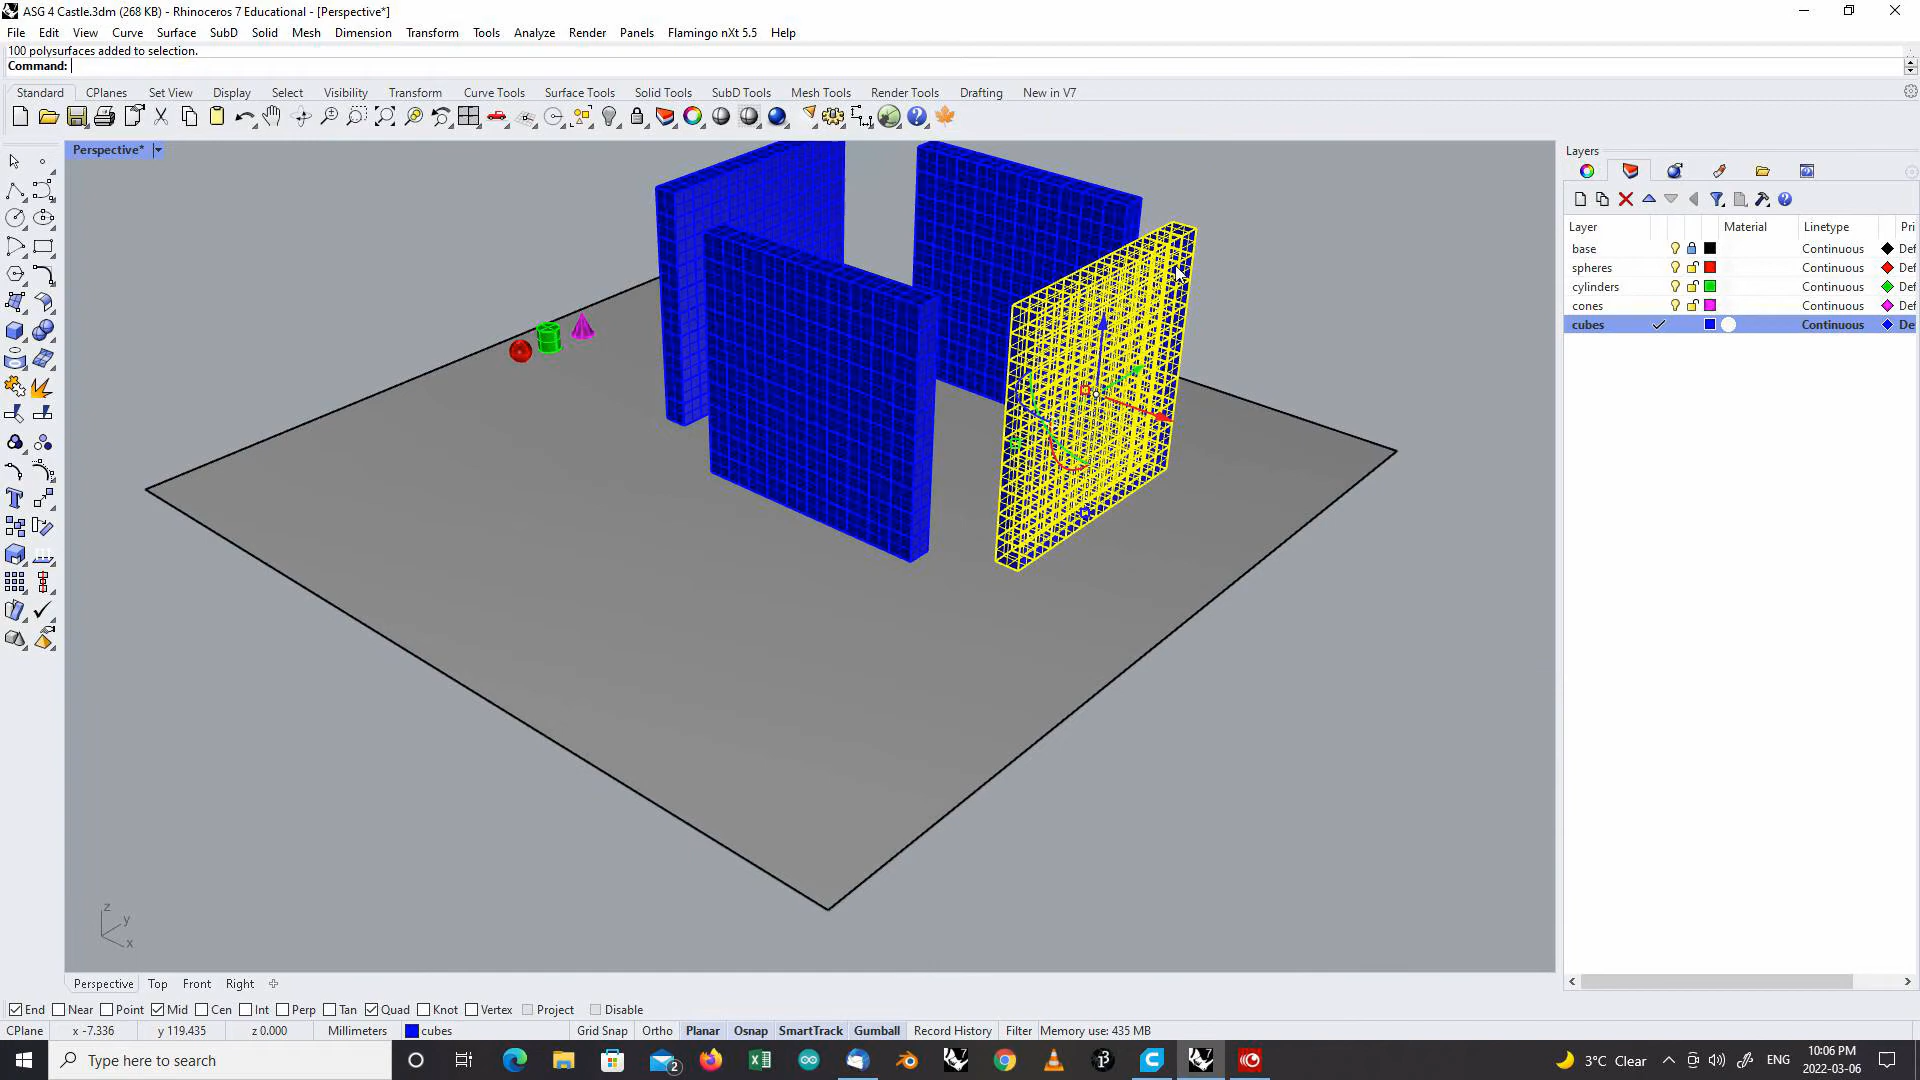 ASG 4 Castle.3dm (268 KB) - Rhinoceros 7 Educational - [Perspective*]
File Edit View Curve Surface SubD Solid Mesh Dimension Transform Tools Analyze Render Panels Flamingo nXt 5.5 Help
100 polysurfaces added to selection.
Command:
Standard CPlanes Set View Display Select Visibility Transform Curve Tools Surface Tools Solid Tools SubD Tools Mesh Tools Render Tools Drafting New in V7
Perspective*
Layers
Layer Material Linetype Pri
base Continuous Def
spheres Continuous Def
cylinders Continuous Def
cones Continuous Def
cubes Continuous De
z
y
x
Perspective Top Front Right
End Near Point Mid Cen Int Perp Tan Quad Knot Vertex Project Disable
CPlane x -7.336 y 119.435 z 0.000 Millimeters cubes Grid Snap Ortho Planar Osnap SmartTrack Gumball Record History Filter Memory use: 435 MB
Type here to search 2 3°C Clear ENG 10:06 PM
2022-03-06